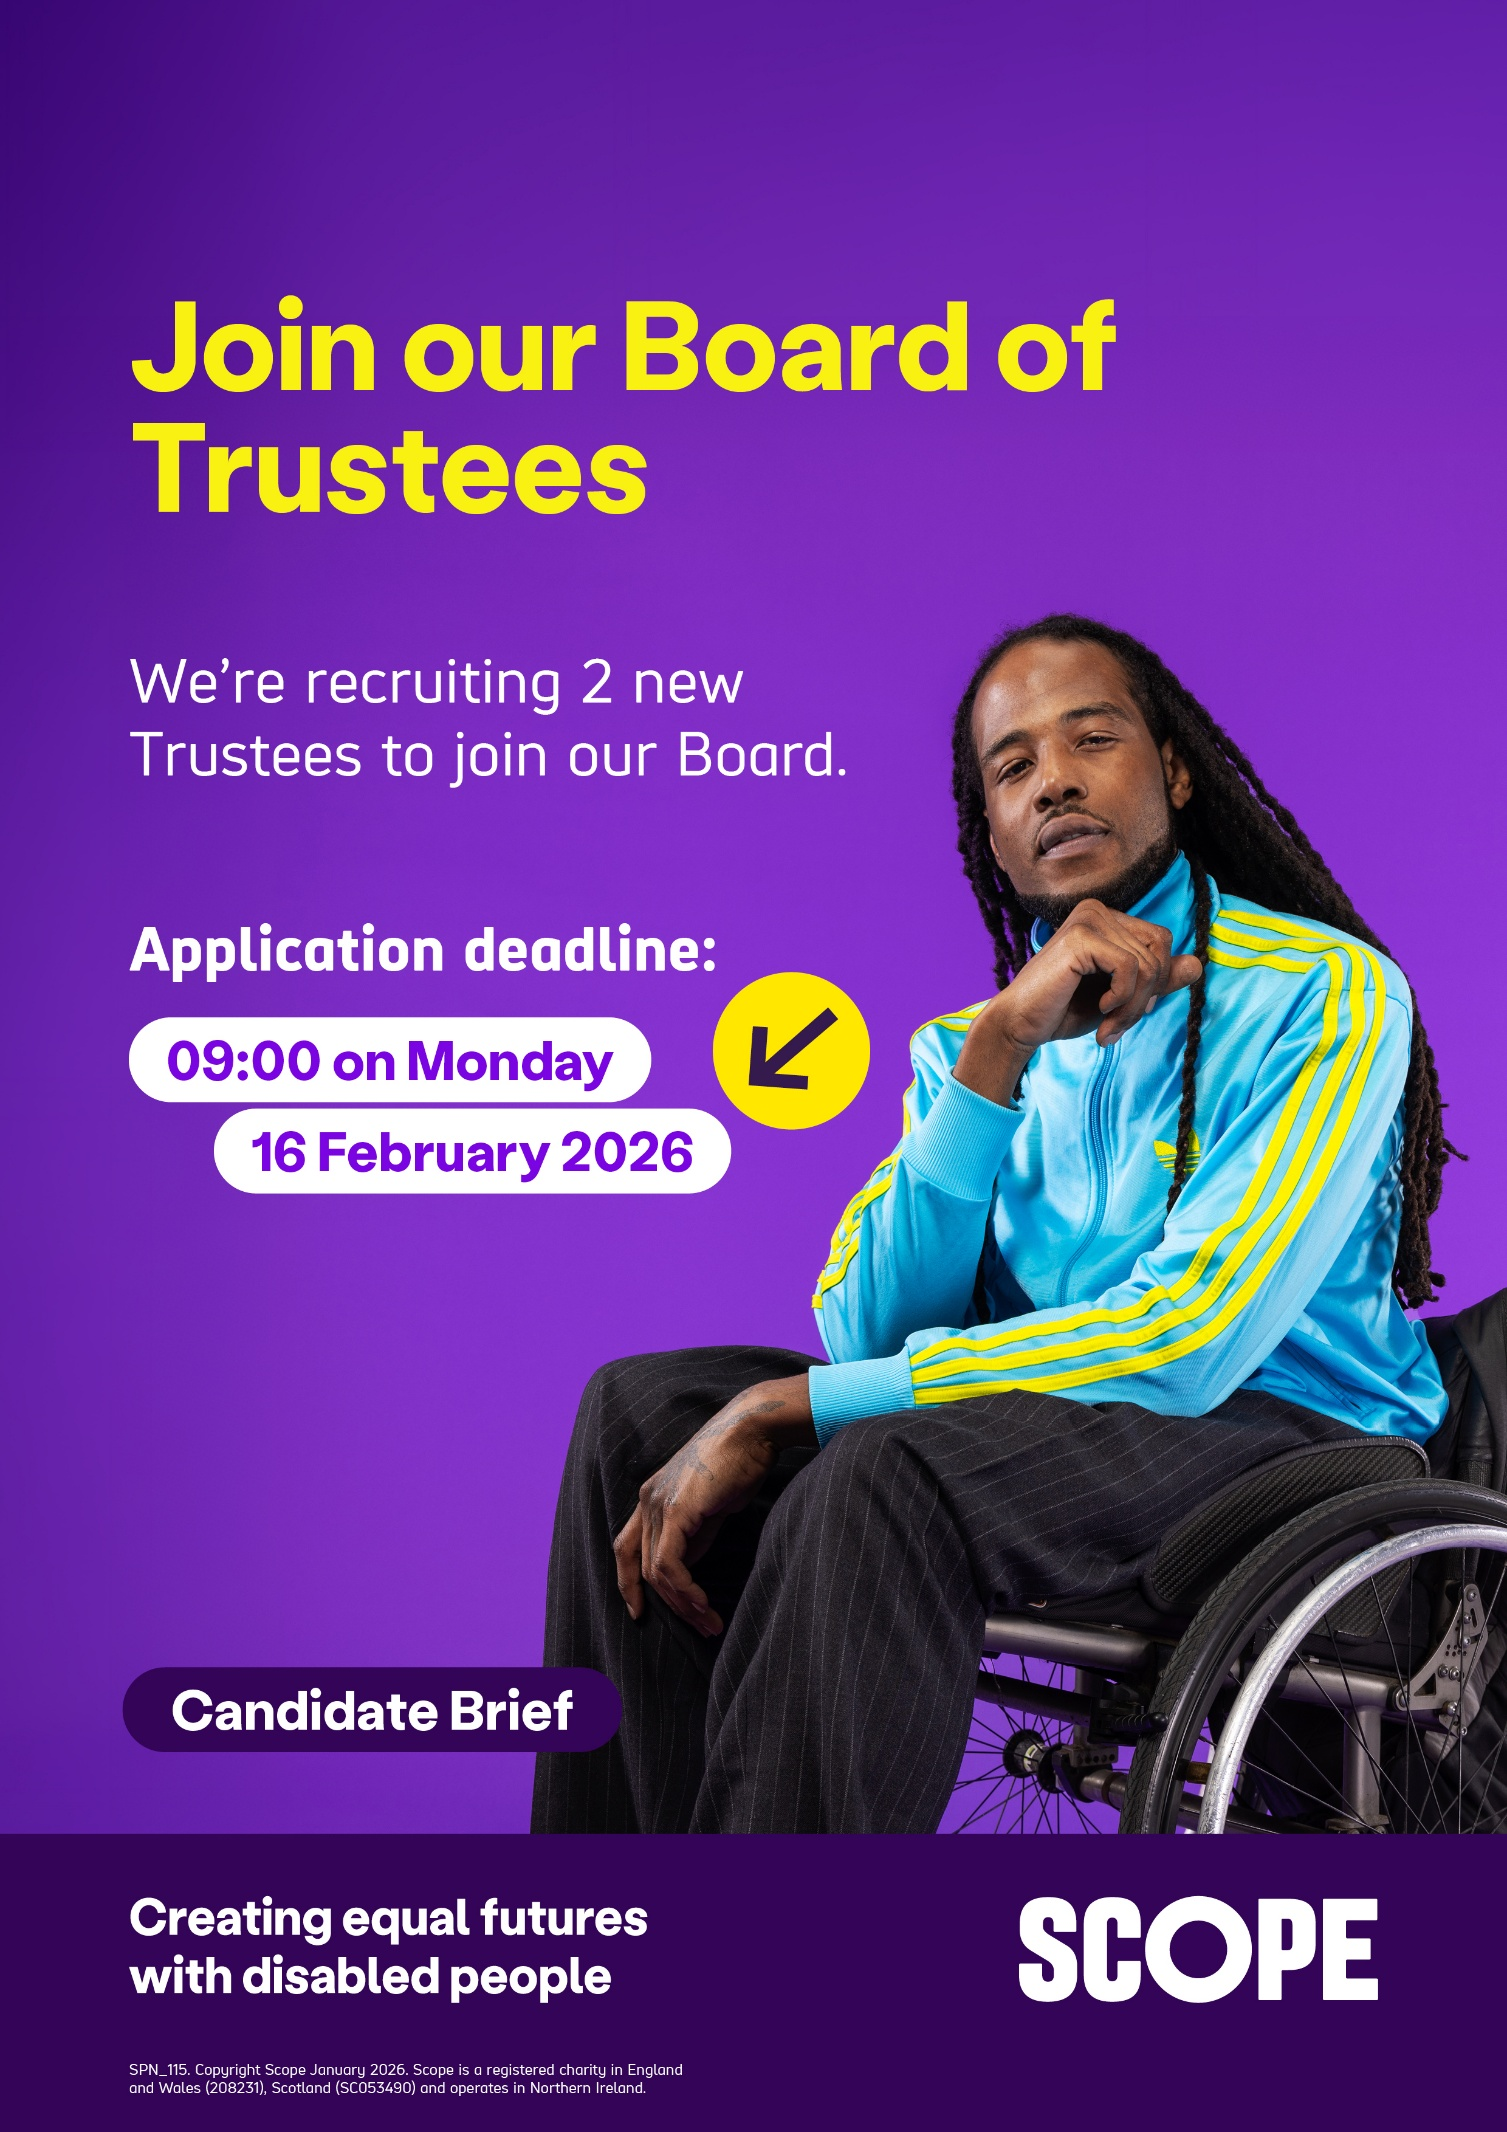 Join our Board of
Trustees
We’re recruiting 2 new
Trustees to join our Board.
Application deadline:
09:00 on Monday
16 February 2026
Candidate Brief
Creating equal futures
with disabled people
SCOPE
SPN_115. Copyright Scope January 2026. Scope is a registered charity in England
and Wales (208231), Scotland (SC053490) and operates in Northern Ireland.